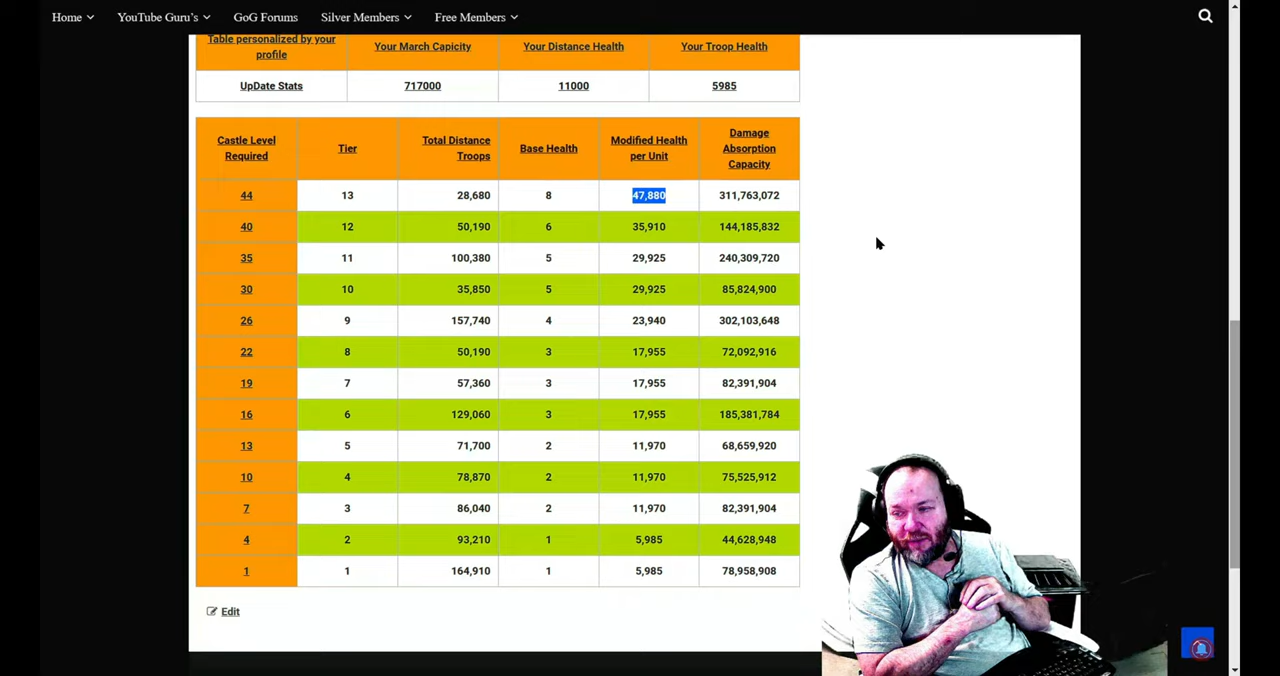 Home YouTube Guru's GoG Forums Silver Members Free Members
Table personalized by your
profile
Your March Capicity
Your Distance Health
Your Troop Health
UpDate Stats 717000 11000 5985
Castle Level
Required
Tier
Total Distance
Troops
Base Health
Modified Health
per Unit
Damage
Absorption
Capacity
44 13 28,680 8 47,880 311,763,072
40 12 50,190 6 35,910 144,185,832
35 11 100,380 5 29,925 240,309,720
30 10 35,850 5 29,925 85,824,900
26 9 157,740 4 23,940 302,103,648
22 8 50,190 3 17,955 72,092,916
19 7 57,360 3 17,955 82,391,904
16 6 129,060 3 17,955 185,381,784
13 5 71,700 2 11,970 68,659,920
10 4 78,870 2 11,970 75,525,912
7 3 86,040 2 11,970 82,391,904
4 2 93,210 1 5,985 44,628,948
1 1 164,910 1 5,985 78,958,908
Edit